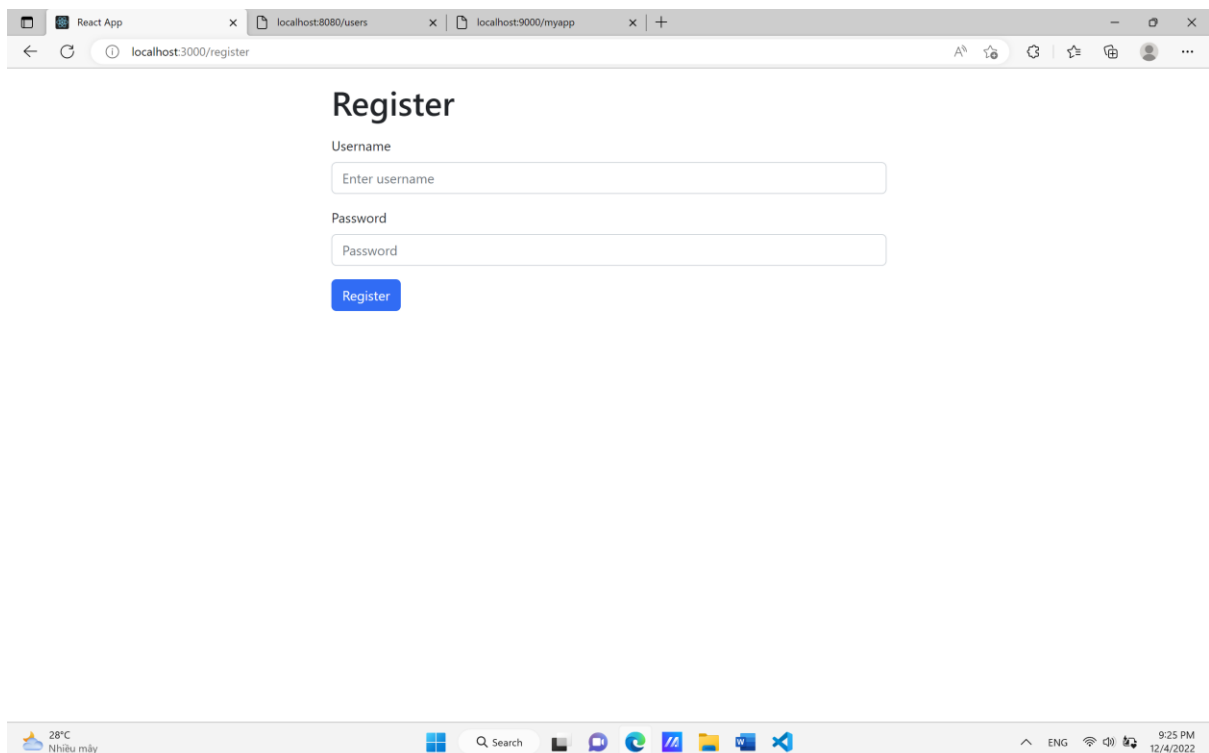 React App
localhost:8080/users
localhost:9000/myapp
localhost:3000/register
Register
Username
Enter username
Password
Password
Register
28°C
Nhiều mây
Search
ENG
9:25 PM
12/4/2022